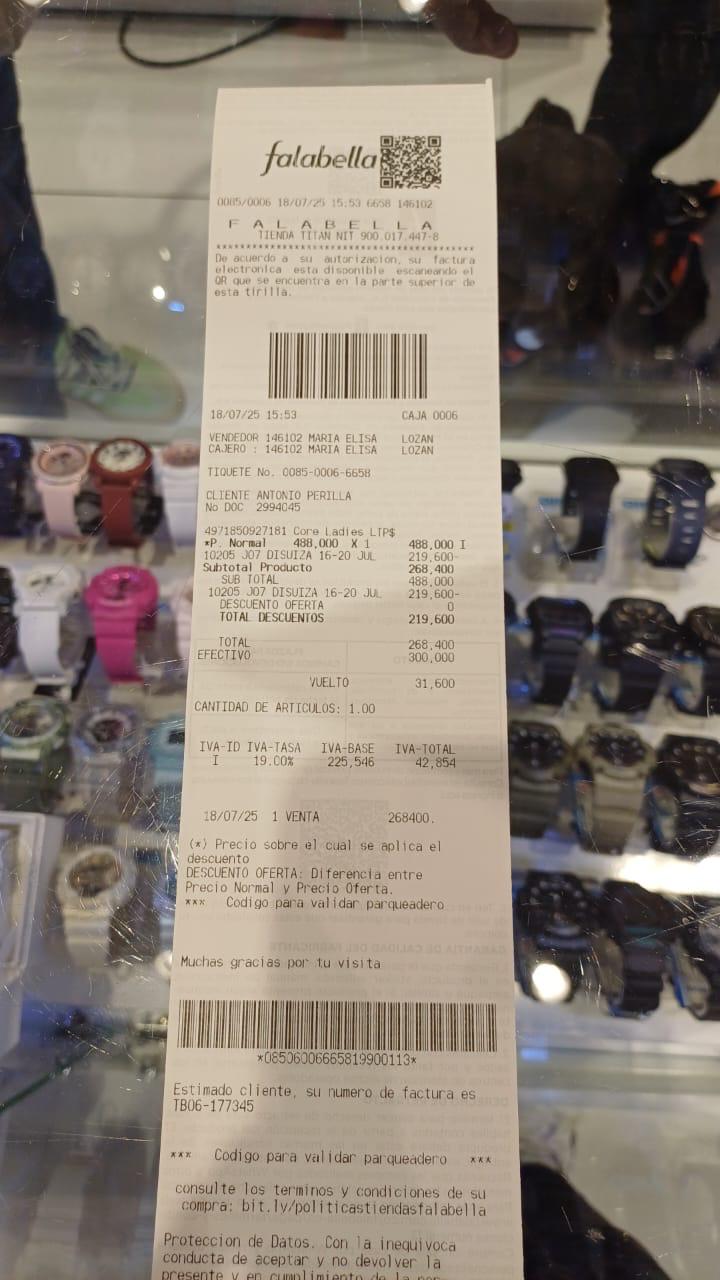 falabella
0085/0006 18/07/25 15:53 6658 146102
F A L A B E L L A
TIENDA TITAN NIT 900.017.447-8
**********************************************
De acuerdo a su autorizacion, su factura
electronica esta disponible escaneando el
QR que se encuentra en la parte superior de
esta tirilla.
18/07/25 15:53 CAJA 0006
VENDEDOR 146102 MARIA ELISA LOZAN
CAJERO : 146102 MARIA ELISA LOZAN
TIQUETE No. 0085-0006-6658
CLIENTE ANTONIO PERILLA
No DOC 2994045
4971850927181 Core Ladies LTP$
*P. Normal 488,000 X 1 488,000 I
10205 J07 DISUIZA 16-20 JUL 219,600-
Subtotal Producto 268,400
SUB TOTAL 488,000
10205 J07 DISUIZA 16-20 JUL 219,600-
DESCUENTO OFERTA 0
TOTAL DESCUENTOS 219,600
TOTAL 268,400
EFECTIVO 300,000
VUELTO 31,600
CANTIDAD DE ARTICULOS: 1.00
IVA-ID IVA-TASA IVA-BASE IVA-TOTAL
I 19.00% 225,546 42,854
18/07/25 1 VENTA 268400.
(*) Precio sobre el cual se aplica el
descuento
DESCUENTO OFERTA: Diferencia entre
Precio Normal y Precio Oferta.
*** Codigo para validar parqueadero
Muchas gracias por tu visita
*08506006665819900113*
Estimado cliente, su numero de factura es
TB06-177345
*** Codigo para validar parqueadero ***
consulte los terminos y condiciones de su
compra: bit.ly/politicastiendasfalabella
Proteccion de Datos. Con la inequivoca
conducta de aceptar y no devolver la
presente y en cumplimiento de la